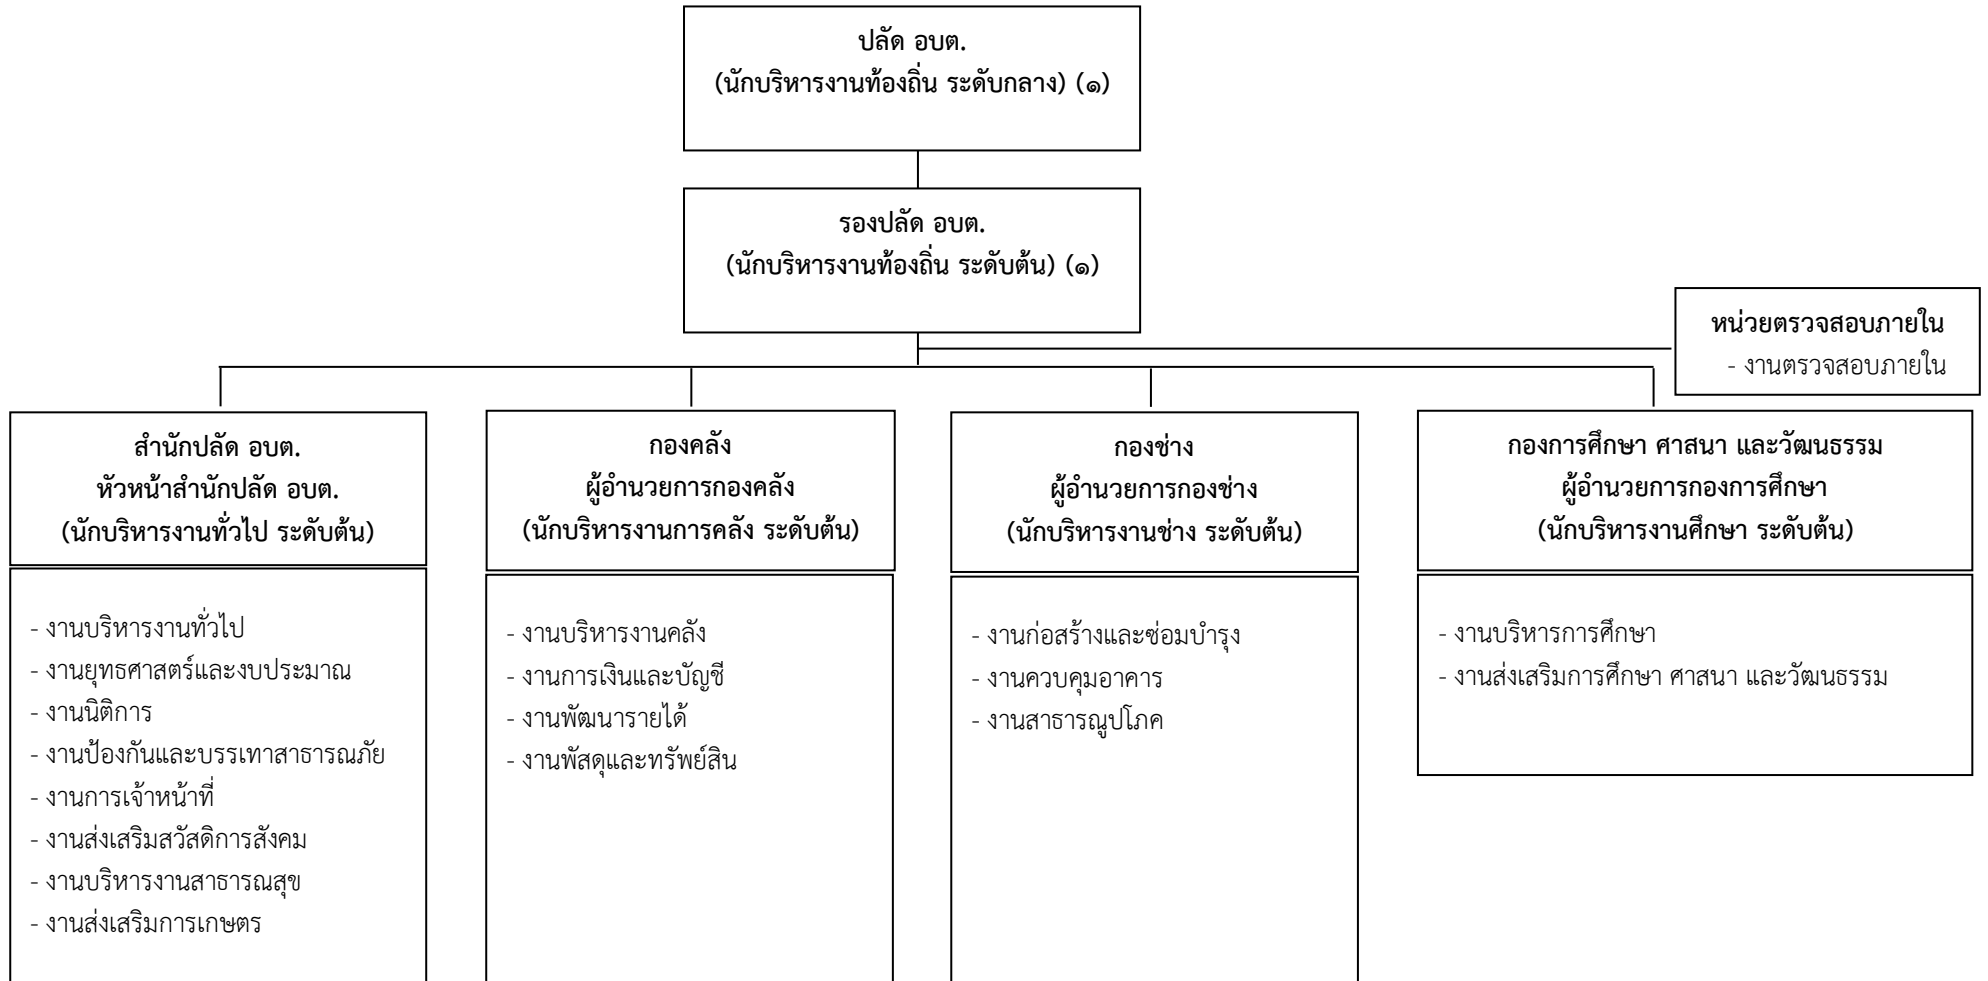 ปลัด อบต.
(นักบริหารงานท้องถิ่น ระดับกลาง) (๑)
รองปลัด อบต.
(นักบริหารงานท้องถิ่น ระดับต้น) (๑)
หน่วยตรวจสอบภายใน
- งานตรวจสอบภายใน
สำนักปลัด อบต.
หัวหน้าสำนักปลัด อบต.
(นักบริหารงานทั่วไป ระดับต้น)
- งานบริหารงานทั่วไป
- งานยุทธศาสตร์และงบประมาณ
- งานนิติการ
- งานป้องกันและบรรเทาสาธารณภัย
- งานการเจ้าหน้าที่
- งานส่งเสริมสวัสดิการสังคม
- งานบริหารงานสาธารณสุข
- งานส่งเสริมการเกษตร
กองคลัง
ผู้อำนวยการกองคลัง
(นักบริหารงานการคลัง ระดับต้น)
- งานบริหารงานคลัง
- งานการเงินและบัญชี
- งานพัฒนารายได้
- งานพัสดุและทรัพย์สิน
กองช่าง
ผู้อำนวยการกองช่าง
(นักบริหารงานช่าง ระดับต้น)
- งานก่อสร้างและซ่อมบำรุง
- งานควบคุมอาคาร
- งานสาธารณูปโภค
กองการศึกษา ศาสนา และวัฒนธรรม
ผู้อำนวยการกองการศึกษา
(นักบริหารงานศึกษา ระดับต้น)
- งานบริหารการศึกษา
- งานส่งเสริมการศึกษา ศาสนา และวัฒนธรรม